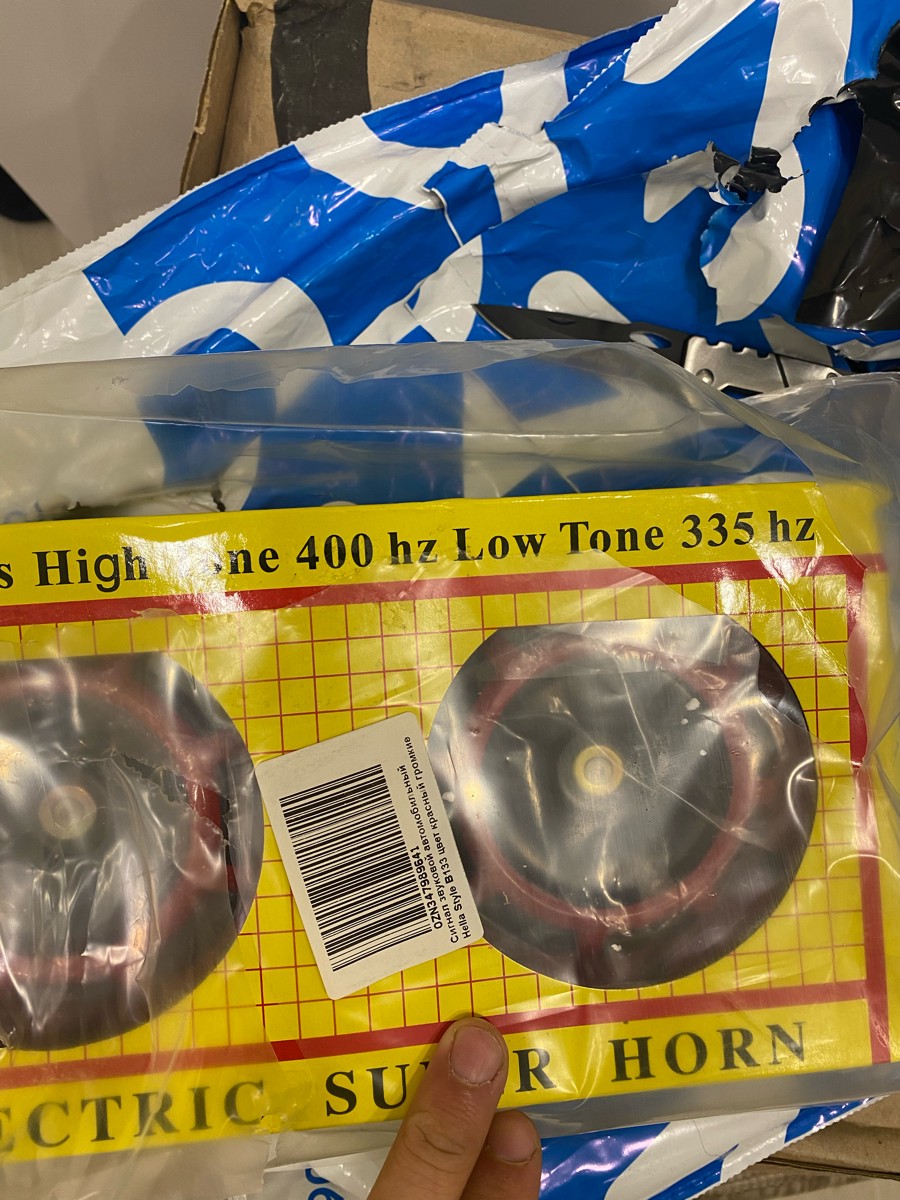 s High ne 400 hz Low Tone 335 hz
OZN347989641
Сигнал звуковой автомобильный
Hella Style B133 цвет красный громкие
ECTRIC SU R HORN